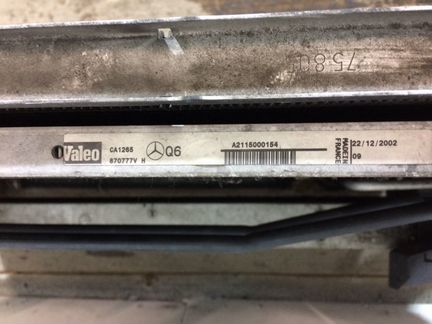 7580
Valeo
CA1265
870777V H
Q6
A2115000154
MADE IN
FRANCE
22/12/2002
09